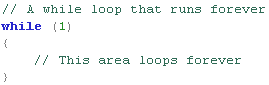 // A while loop that runs forever
while (1)
{
// This area loops forever
}